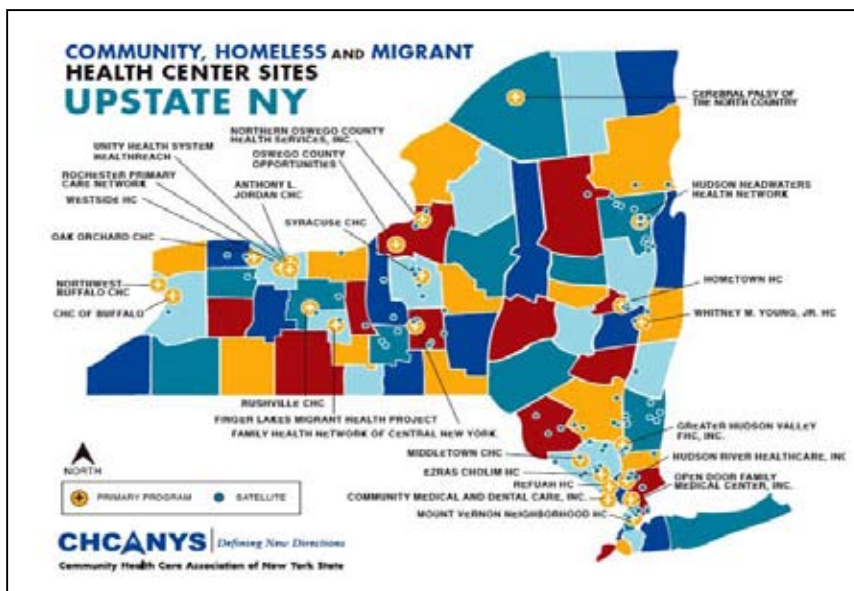 COMMUNITY, HOMELESS AND MIGRANT
HEALTH CENTER SITES
UPSTATE NY
CEREBRAL PALSY OF
THE NORTH COUNTRY
NORTHERN OSWEGO COUNTY
HEALTH SERVICES, INC.
UNITY HEALTH SYSTEM
HEALTHREACH
OSWEGO COUNTY
OPPORTUNITIES
ROCHESTER PRIMARY
CARE NETWORK
ANTHONY L.
JORDAN CHC
WESTSIDE HC
HUDSON HEADWATERS
HEALTH NETWORK
SYRACUSE CHC
OAK ORCHARD CHC
NORTHWEST
BUFFALO CHC
HOMETOWN HC
CHC OF BUFFALO
WHITNEY M. YOUNG, JR. HC
RUSHVILLE CHC
FINGER LAKES MIGRANT HEALTH PROJECT
FAMILY HEALTH NETWORK OF CENTRAL NEW YORK.
GREATER HUDSON VALLEY
FHC, INC.
MIDDLETOWN CHC
HUDSON RIVER HEALTHCARE, INC
EZRAS CHOLIM HC
REFUAH HC
OPEN DOOR FAMILY
MEDICAL CENTER, INC.
COMMUNITY MEDICAL AND DENTAL CARE, INC.
MOUNT VERNON NEIGHBORHOOD HC
NORTH
PRIMARY PROGRAM
SATELLITE
CHCANYS Defining New Directions
Community Health Care Association of New York State